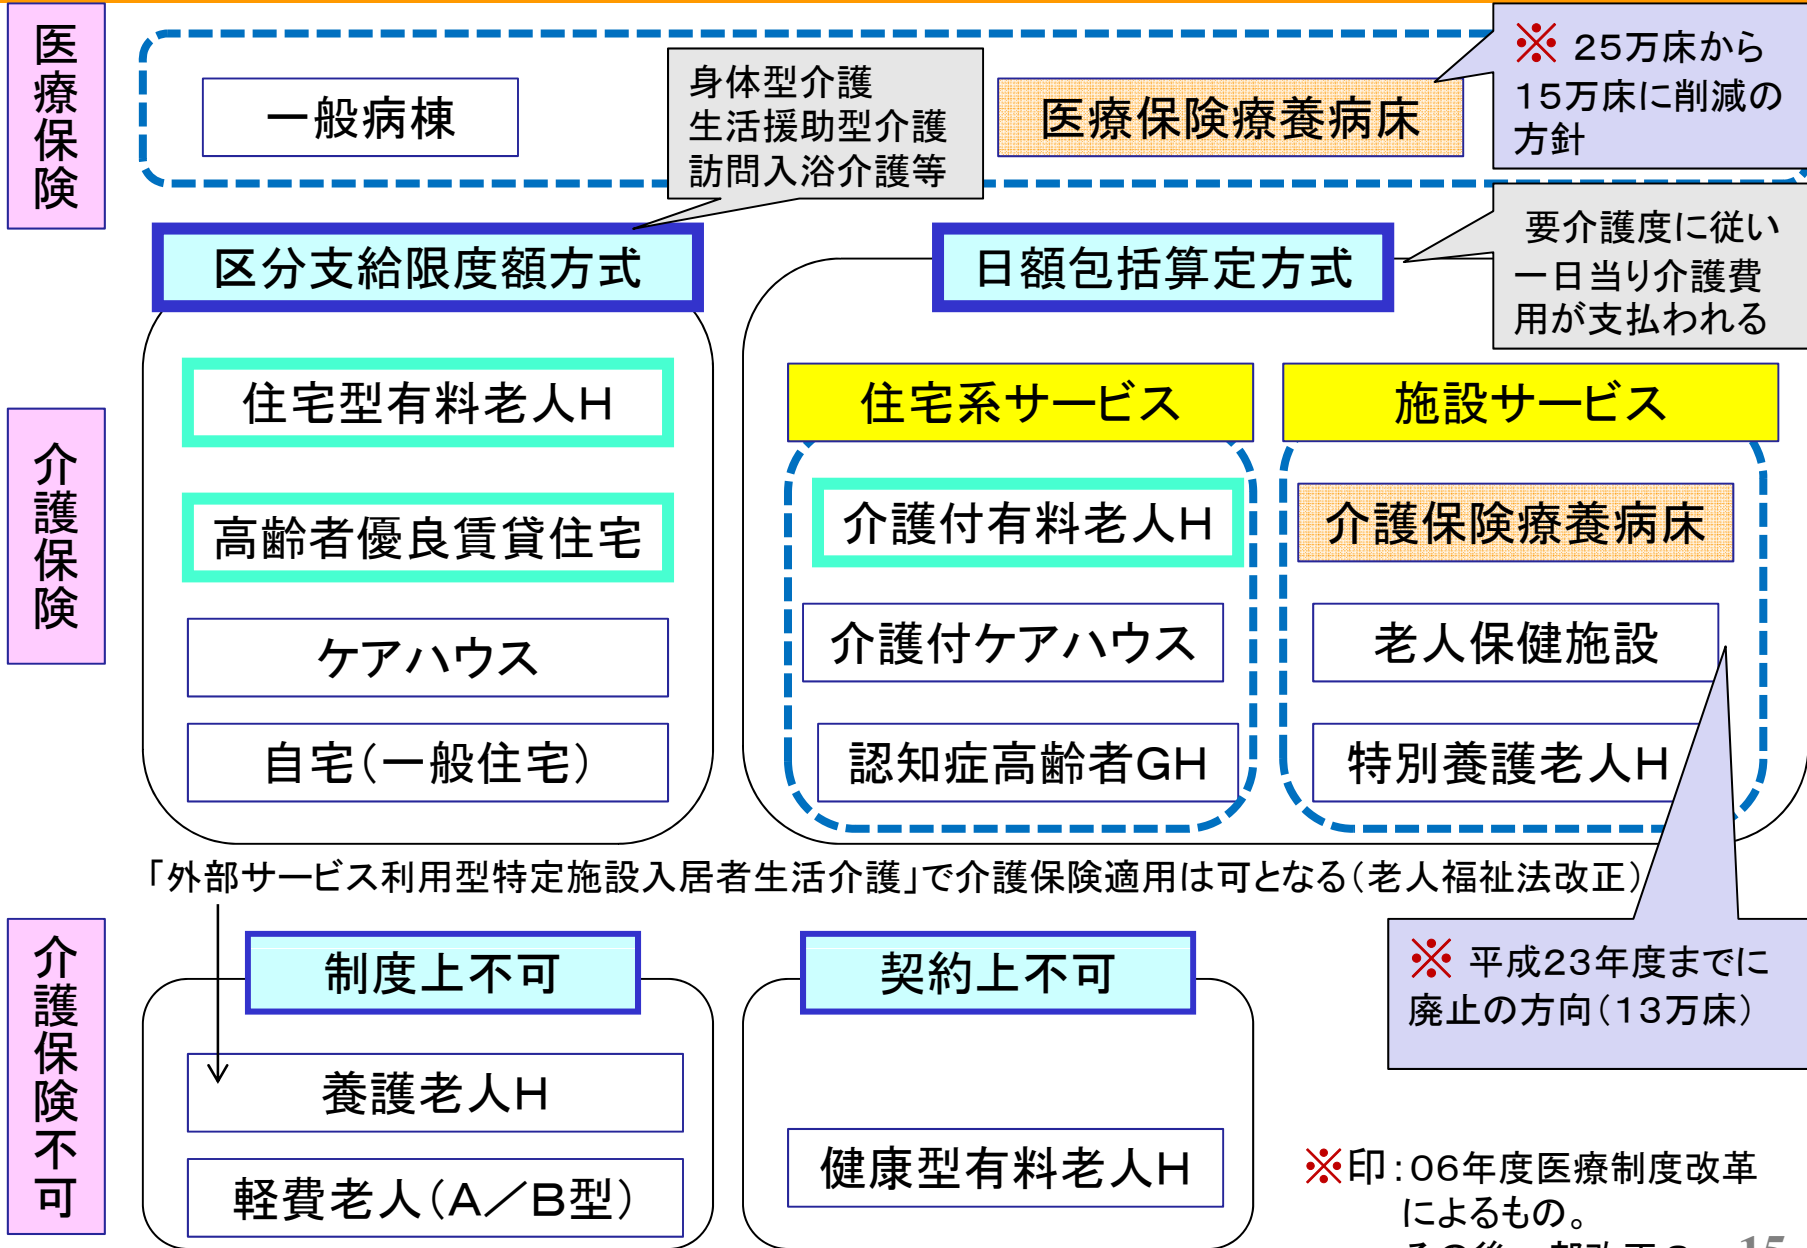 医療保険
一般病棟
身体型介護
生活援助型介護
訪問入浴介護等
医療保険療養病床
※ 25万床から
15万床に削減の
方針
区分支給限度額方式
日額包括算定方式
要介護度に従い
一日当り介護費
用が支払われる
介護保険
住宅型有料老人H
高齢者優良賃貸住宅
ケアハウス
自宅(一般住宅)
住宅系サービス
介護付有料老人H
介護付ケアハウス
認知症高齢者GH
施設サービス
介護保険療養病床
老人保健施設
特別養護老人H
「外部サービス利用型特定施設入居者生活介護」で介護保険適用は可となる(老人福祉法改正)
介護保険不可
制度上不可
養護老人H
軽費老人(A/B型)
契約上不可
健康型有料老人H
※ 平成23年度までに
廃止の方向(13万床)
※印:06年度医療制度改革
によるもの。